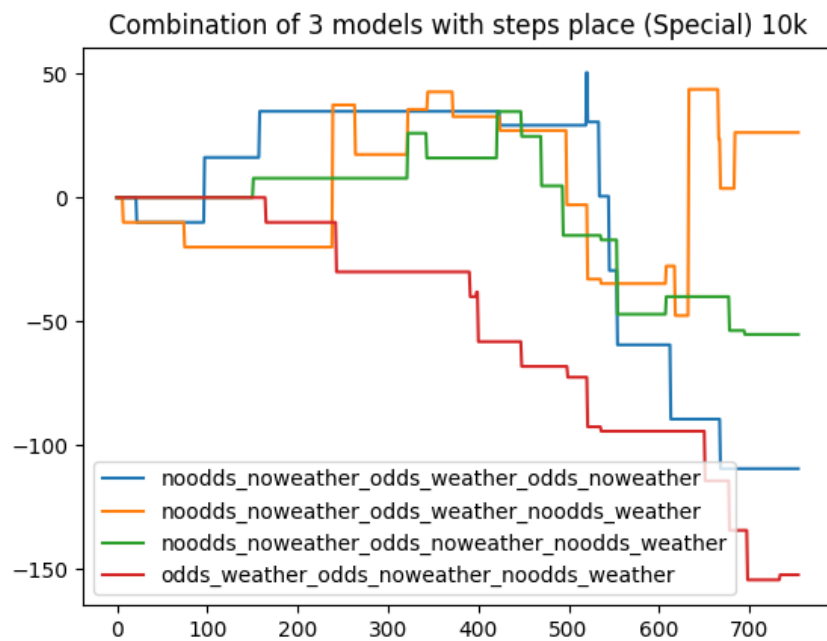 Combination of 3 models with steps place (Special) 10k
50
0
−50
−100
−150
noodds_noweather_odds_weather_odds_noweather
noodds_noweather_odds_weather_noodds_weather
noodds_noweather_odds_noweather_noodds_weather
odds_weather_odds_noweather_noodds_weather
0 100 200 300 400 500 600 700